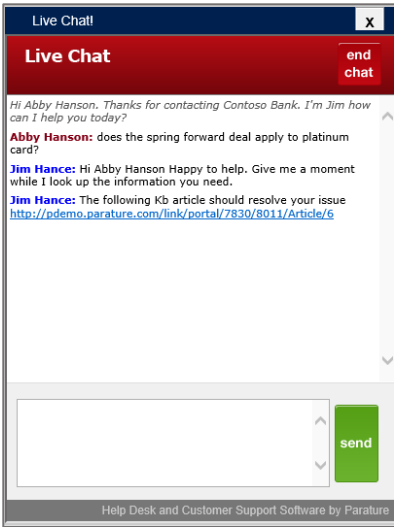 Live Chat!
x
Live Chat
end
chat
Hi Abby Hanson. Thanks for contacting Contoso Bank. I'm Jim how
can I help you today?
Abby Hanson: does the spring forward deal apply to platinum
card?
Jim Hance: Hi Abby Hanson Happy to help. Give me a moment
while I look up the information you need.
Jim Hance: The following Kb article should resolve your issue
http://pdemo.parature.com/link/portal/7830/8011/Article/6
send
Help Desk and Customer Support Software by Parature